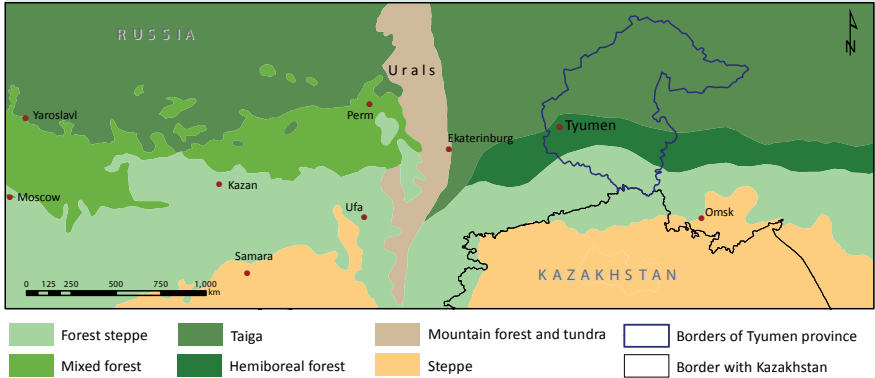 RUSSIA
N
Urals
Yaroslavl
Perm
Tyumen
Ekaterinburg
Kazan
Moscow
Ufa
Omsk
Samara
KAZAKHSTAN
0 125 250 500 750 1,000
km
Forest steppe
Taiga
Mountain forest and tundra
Borders of Tyumen province
Mixed forest
Hemiboreal forest
Steppe
Border with Kazakhstan